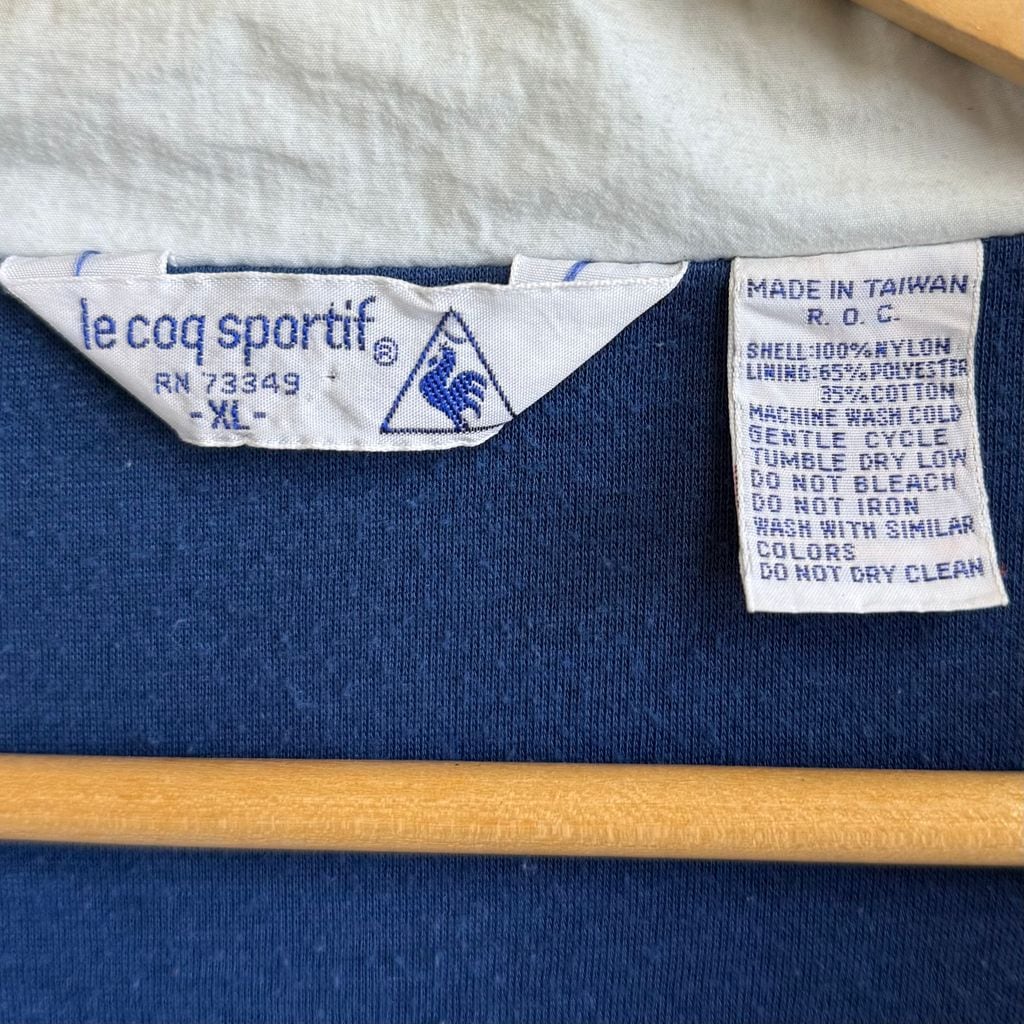 le coq sportif®
RN 73349
-XL-
MADE IN TAIWAN
R. O. C.
SHELL:100%NYLON
LINING:65%POLYESTER
35%COTTON
MACHINE WASH COLD
GENTLE CYCLE
TUMBLE DRY LOW
DO NOT BLEACH
DO NOT IRON
WASH WITH SIMILAR
COLORS
DO NOT DRY CLEAN